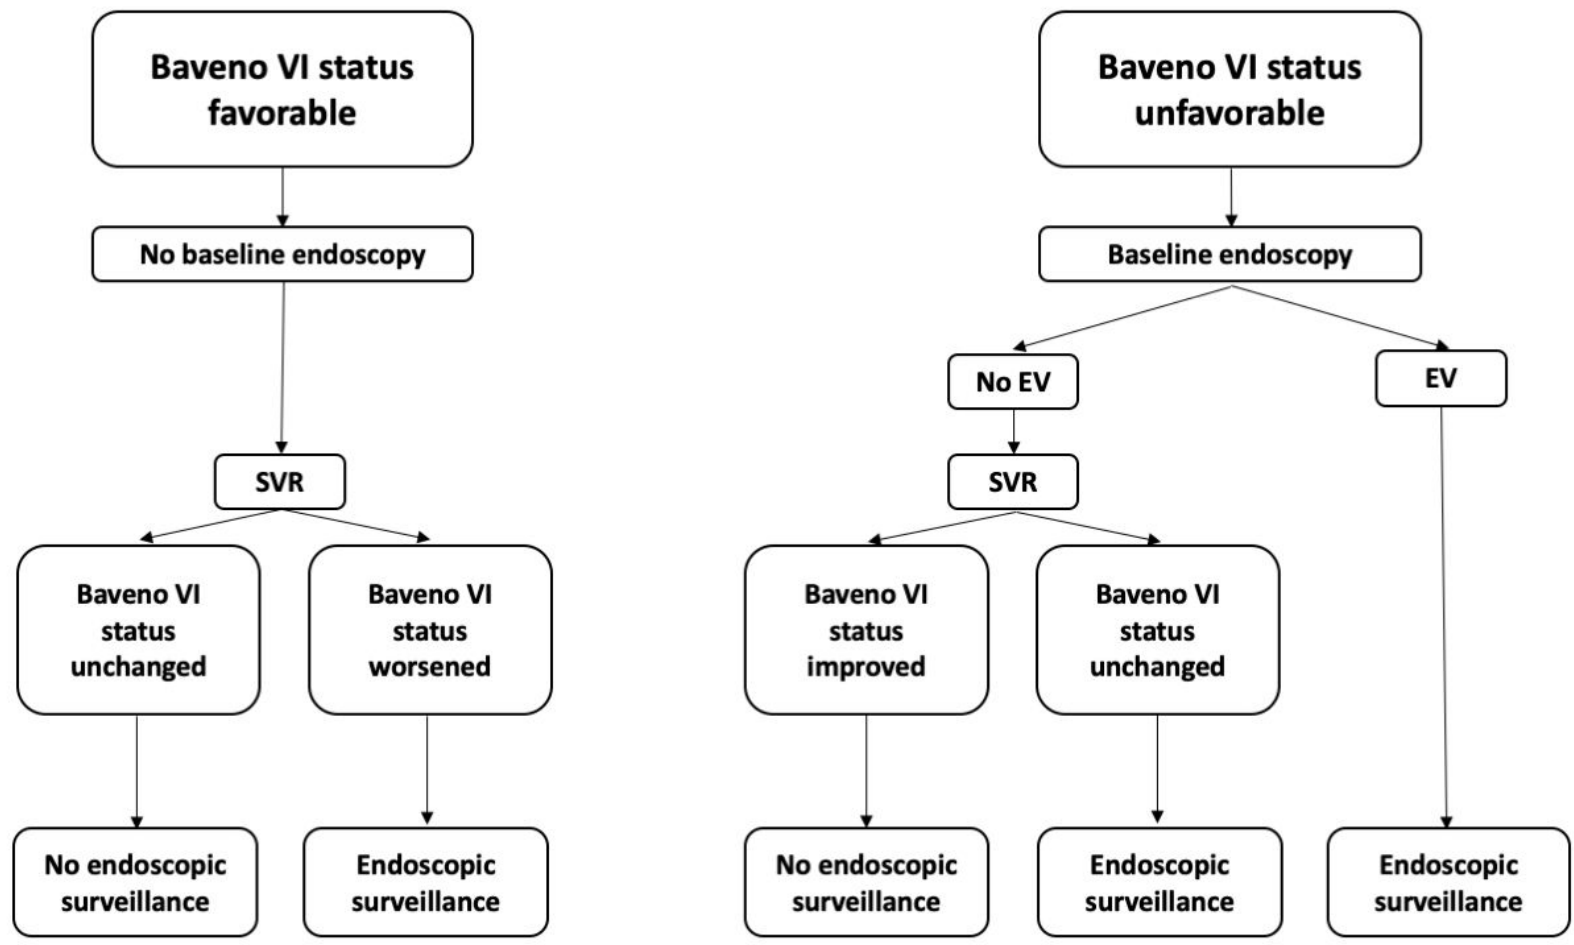 Baveno VI status
favorable
No baseline endoscopy
SVR
Baveno VI
status
unchanged
Baveno VI
status
worsened
No endoscopic
surveillance
Endoscopic
surveillance
Baveno VI status
unfavorable
Baseline endoscopy
No EV
EV
SVR
Baveno VI
status
improved
Baveno VI
status
unchanged
No endoscopic
surveillance
Endoscopic
surveillance
Endoscopic
surveillance